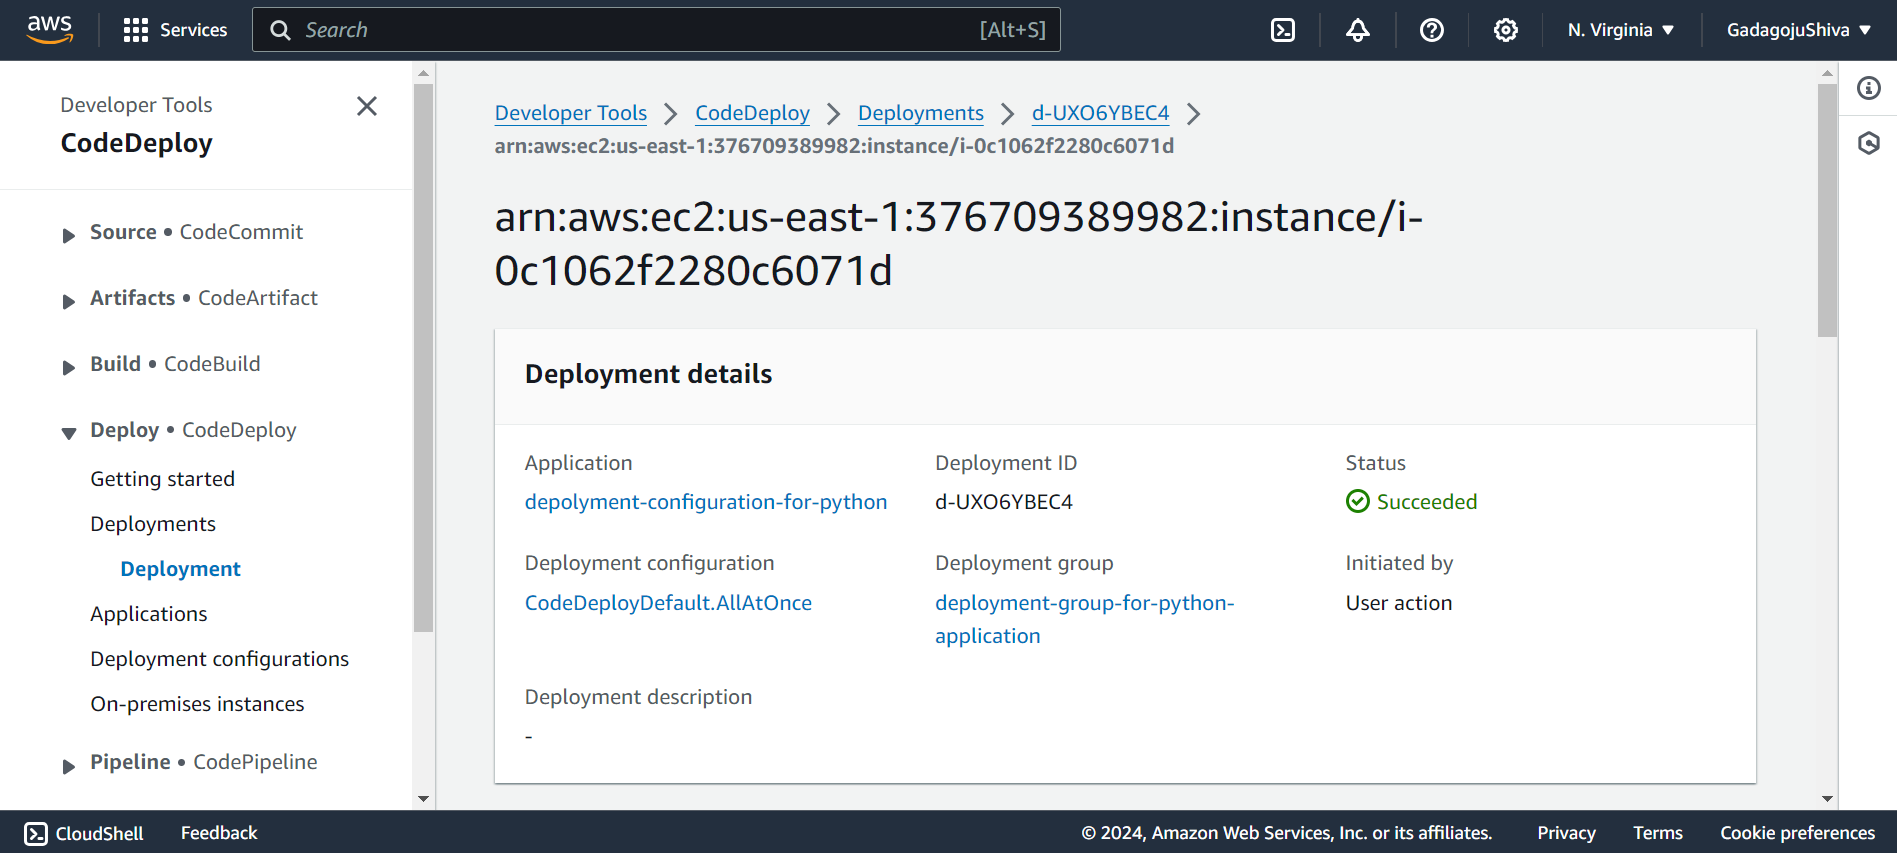 aws
Services
Search
[Alt+S]
N. Virginia
GadagojuShiva
Developer Tools
CodeDeploy
Source • CodeCommit
Artifacts • CodeArtifact
Build • CodeBuild
Deploy • CodeDeploy
Getting started
Deployments
Deployment
Applications
Deployment configurations
On-premises instances
Pipeline • CodePipeline
Developer Tools > CodeDeploy > Deployments > d-UXO6YBEC4 >
arn:aws:ec2:us-east-1:376709389982:instance/i-0c1062f2280c6071d
arn:aws:ec2:us-east-1:376709389982:instance/i-
0c1062f2280c6071d
Deployment details
Application
depolyment-configuration-for-python
Deployment ID
d-UXO6YBEC4
Status
Succeeded
Deployment configuration
CodeDeployDefault.AllAtOnce
Deployment group
deployment-group-for-python-
application
Initiated by
User action
Deployment description
-
CloudShell
Feedback
© 2024, Amazon Web Services, Inc. or its affiliates.
Privacy
Terms
Cookie preferences